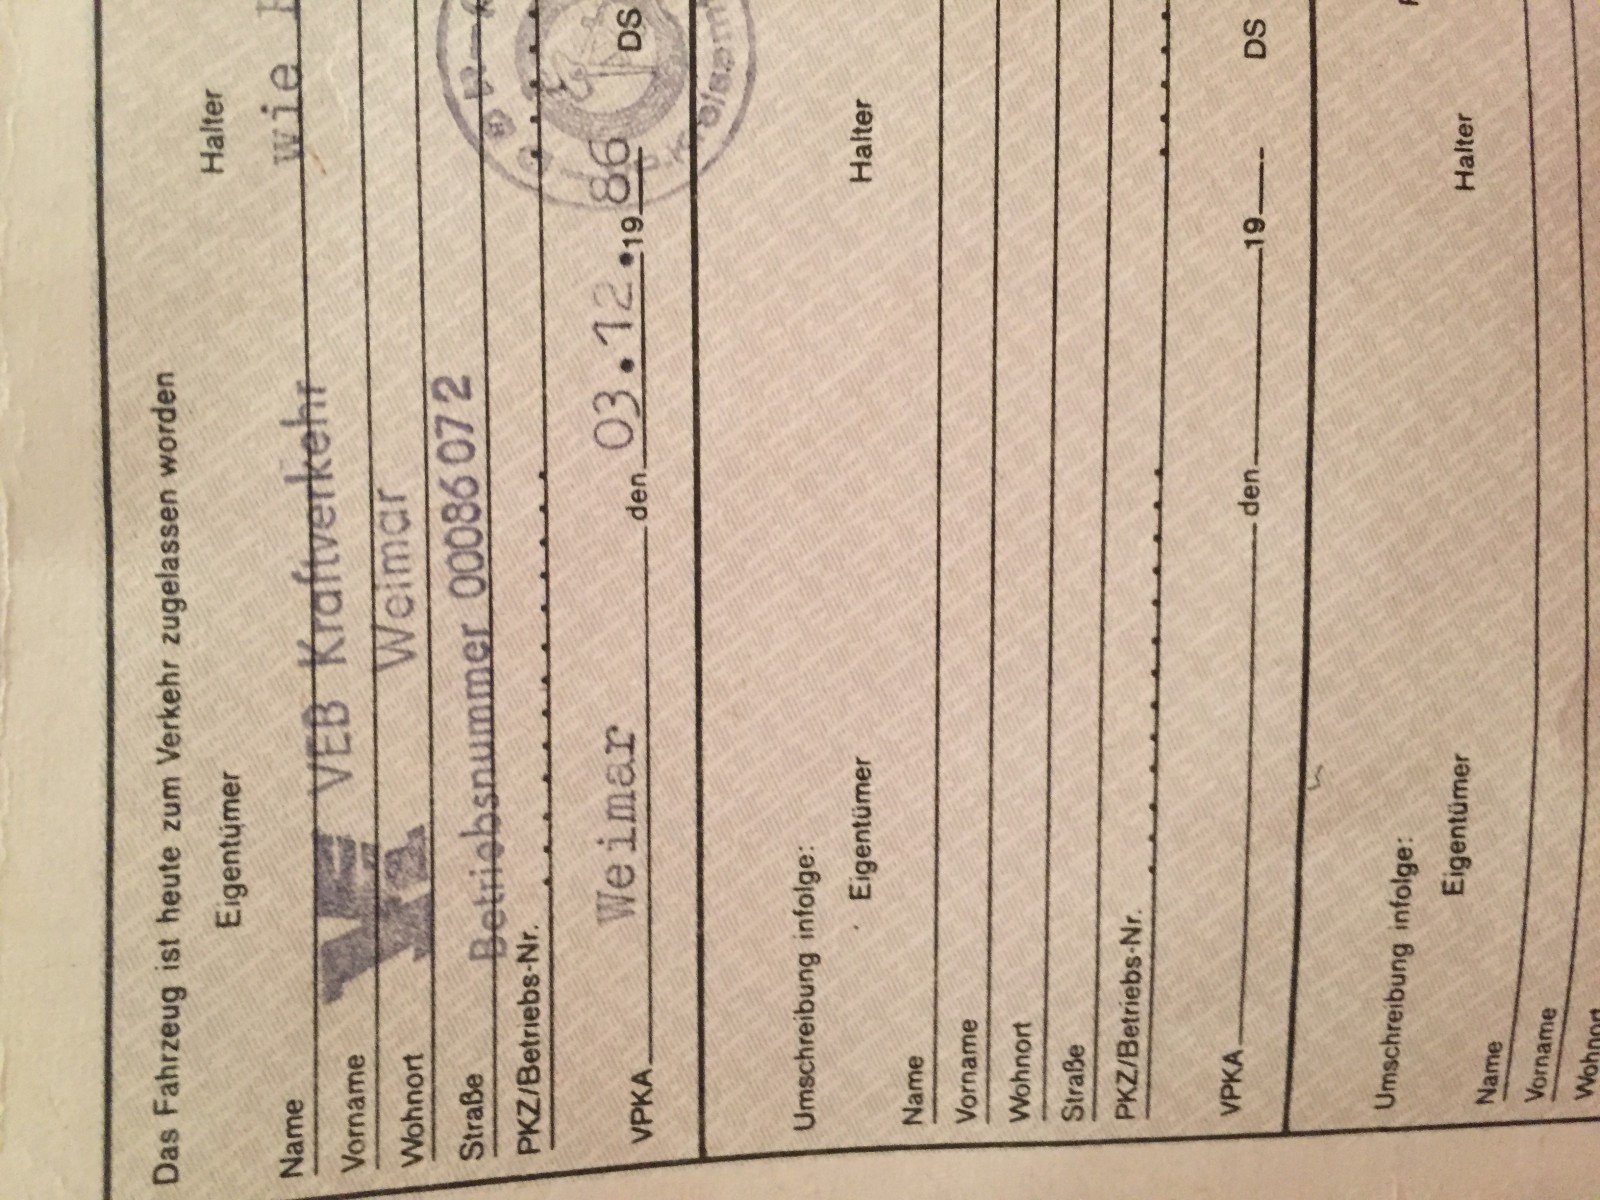 Das Fahrzeug ist heute zum Verkehr zugelassen worden
Eigentümer Halter
Name VEB Kraftverkehr wie
Vorname
Wohnort Weimar
Straße Betriebsnummer 00086072
PKZ/Betriebs-Nr.
VPKA Weimar den 03.12.1986 DS
Umschreibung infolge:
Eigentümer Halter
Name
Vorname
Wohnort
Straße
PKZ/Betriebs-Nr.
VPKA den 19 DS
Umschreibung infolge:
Eigentümer Halter
Name
Vorname
Wohnort